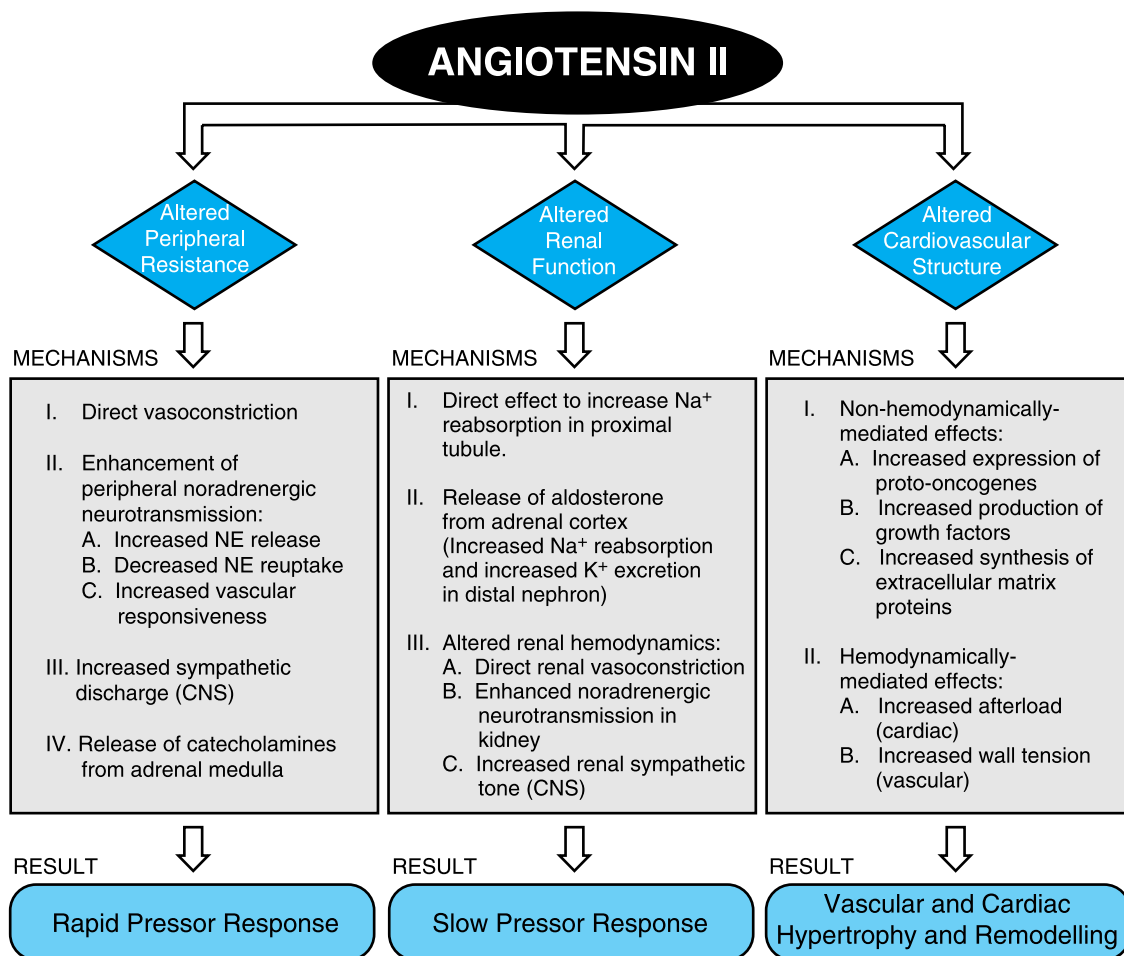 ANGIOTENSIN II
Altered
Peripheral
Resistance
Altered
Renal
Function
Altered
Cardiovascular
Structure
MECHANISMS
I. Direct vasoconstriction
II. Enhancement of
peripheral noradrenergic
neurotransmission:
A. Increased NE release
B. Decreased NE reuptake
C. Increased vascular
responsiveness
III. Increased sympathetic
discharge (CNS)
IV. Release of catecholamines
from adrenal medulla
RESULT
Rapid Pressor Response
MECHANISMS
I. Direct effect to increase Na⁺
reabsorption in proximal
tubule.
II. Release of aldosterone
from adrenal cortex
(Increased Na⁺ reabsorption
and increased K⁺ excretion
in distal nephron)
III. Altered renal hemodynamics:
A. Direct renal vasoconstriction
B. Enhanced noradrenergic
neurotransmission in
kidney
C. Increased renal sympathetic
tone (CNS)
RESULT
Slow Pressor Response
MECHANISMS
I. Non-hemodynamically-
mediated effects:
A. Increased expression of
proto-oncogenes
B. Increased production of
growth factors
C. Increased synthesis of
extracellular matrix
proteins
II. Hemodynamically-
mediated effects:
A. Increased afterload
(cardiac)
B. Increased wall tension
(vascular)
RESULT
Vascular and Cardiac
Hypertrophy and Remodelling